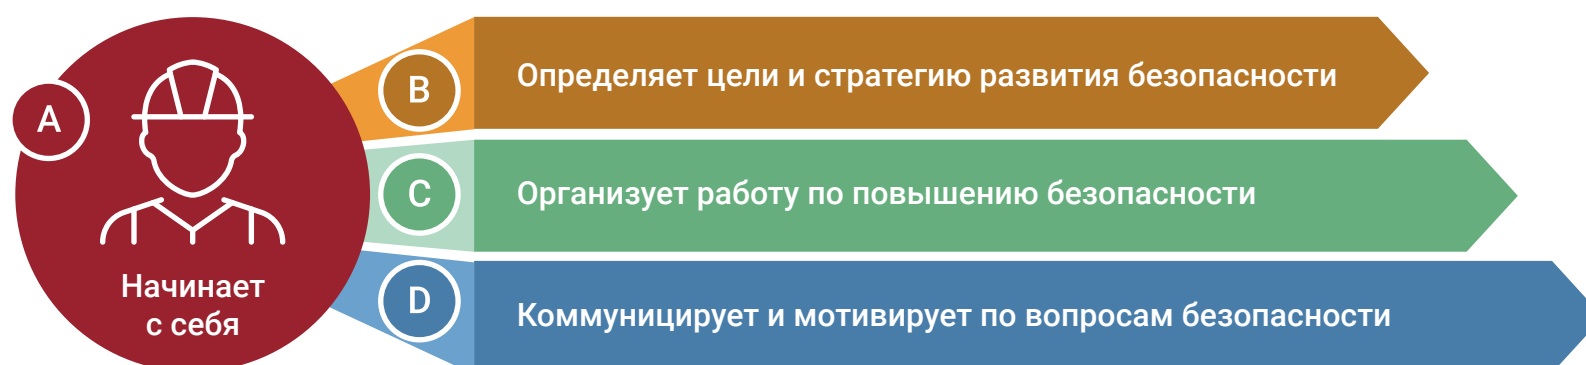 A
Начинает
с себя
B
Определяет цели и стратегию развития безопасности
C
Организует работу по повышению безопасности
D
Коммуницирует и мотивирует по вопросам безопасности